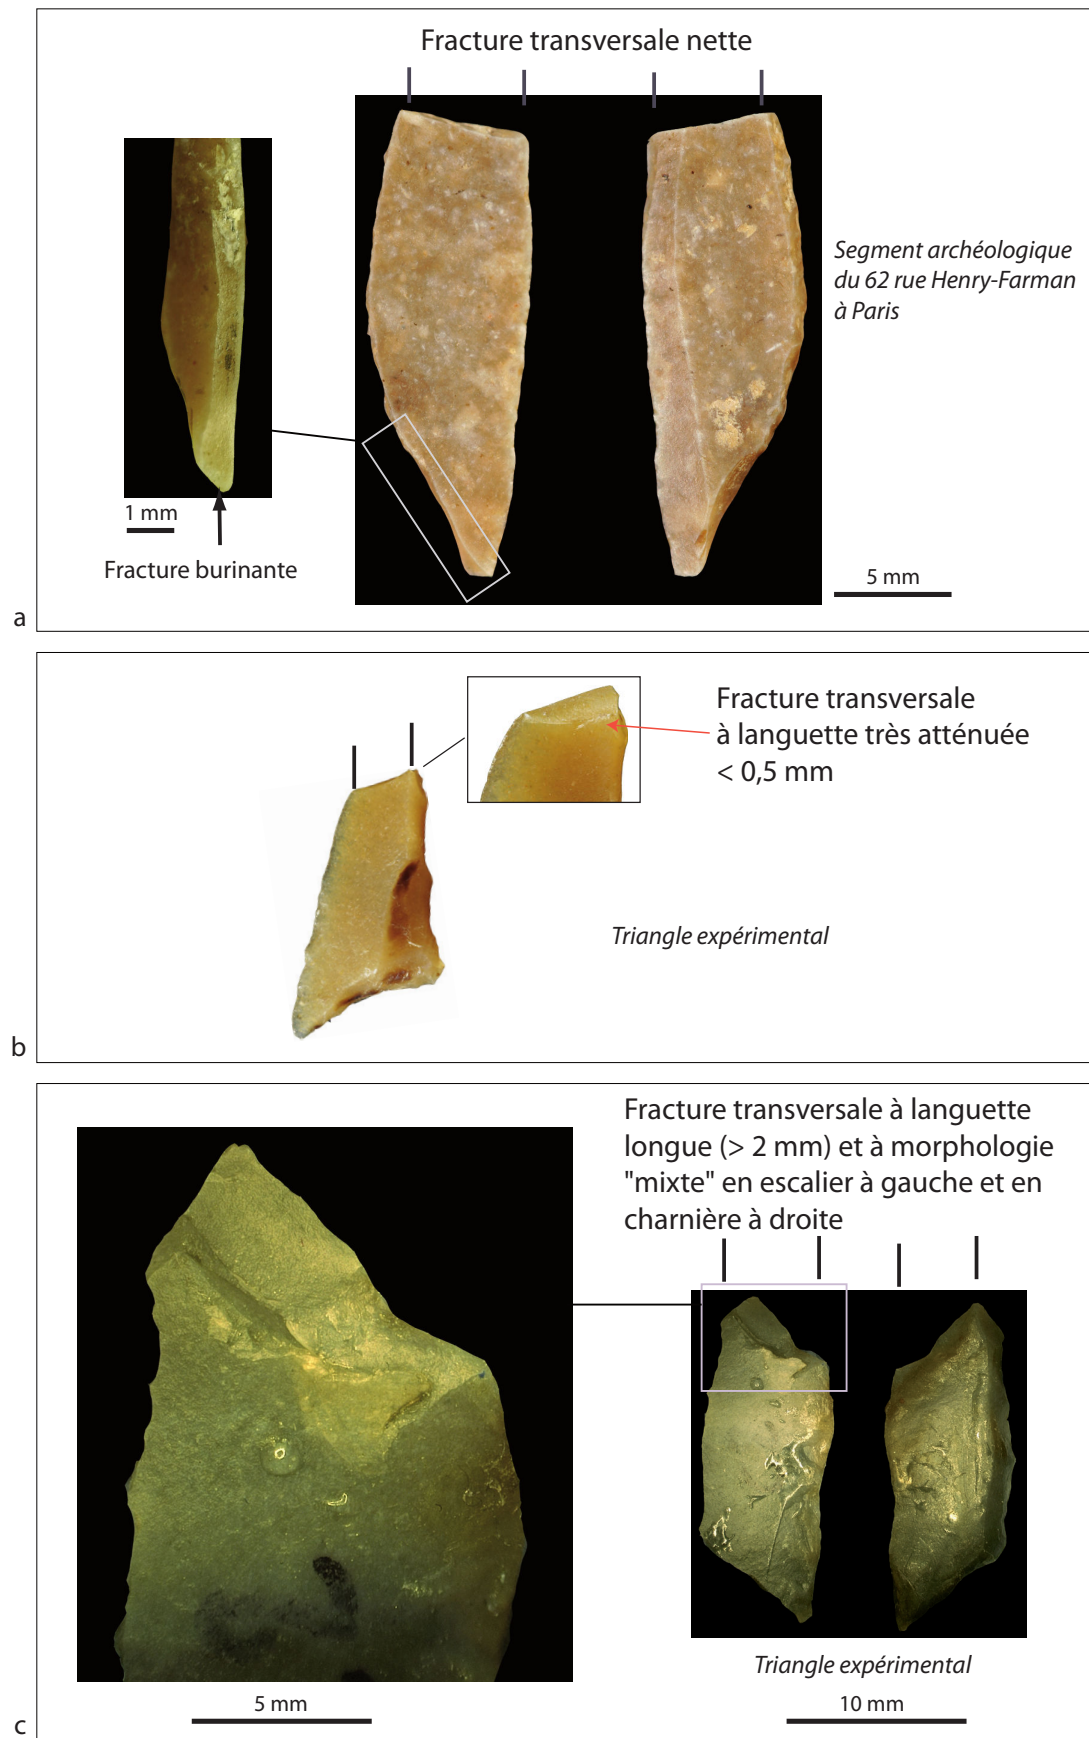 Fracture transversale nette
Segment archéologique
du 62 rue Henry-Farman
à Paris
1 mm
Fracture burinante
5 mm
a
Fracture transversale
à languette très atténuée
< 0,5 mm
Triangle expérimental
b
Fracture transversale à languette
longue (> 2 mm) et à morphologie
"mixte" en escalier à gauche et en
charnière à droite
Triangle expérimental
5 mm
10 mm
c